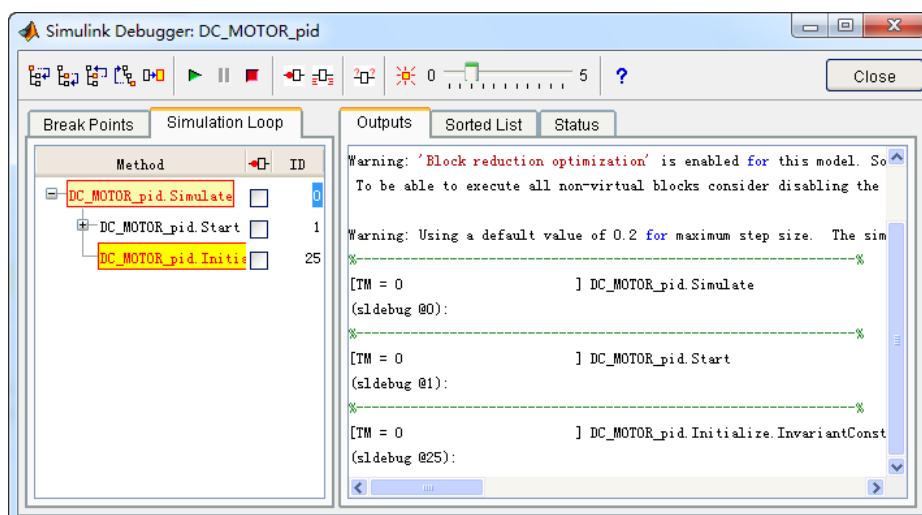 Simulink Debugger: DC_MOTOR_pid
0 5 ? Close
Break Points Simulation Loop
Method ID
DC_MOTOR_pid.Simulate 0
DC_MOTOR_pid.Start 1
DC_MOTOR_pid.Initia 25
Outputs Sorted List Status
Warning: 'Block reduction optimization' is enabled for this model. So
To be able to execute all non-virtual blocks consider disabling the
Warning: Using a default value of 0.2 for maximum step size. The sim
%----------------------------------------------------------------%
[TM = 0 ] DC_MOTOR_pid.Simulate
(sldebug @0):
%----------------------------------------------------------------%
[TM = 0 ] DC_MOTOR_pid.Start
(sldebug @1):
%----------------------------------------------------------------%
[TM = 0 ] DC_MOTOR_pid.Initialize.InvariantConst
(sldebug @25):